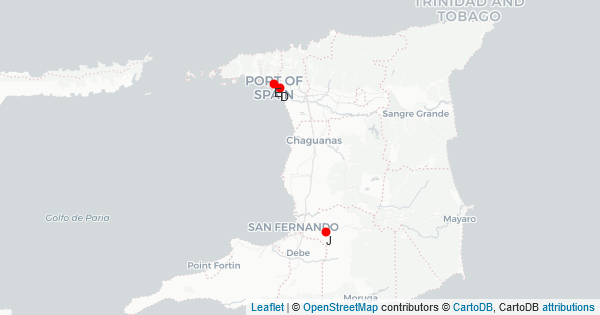 TRINIDAD AND
TOBAGO
PORT OF
SPAIN
E
D
Sangre Grande
Chaguanas
Golfo de Paria
Mayaro
SAN FERNANDO
J
Debe
Point Fortin
Moruga
Leaflet | © OpenStreetMap contributors © CartoDB, CartoDB attributions